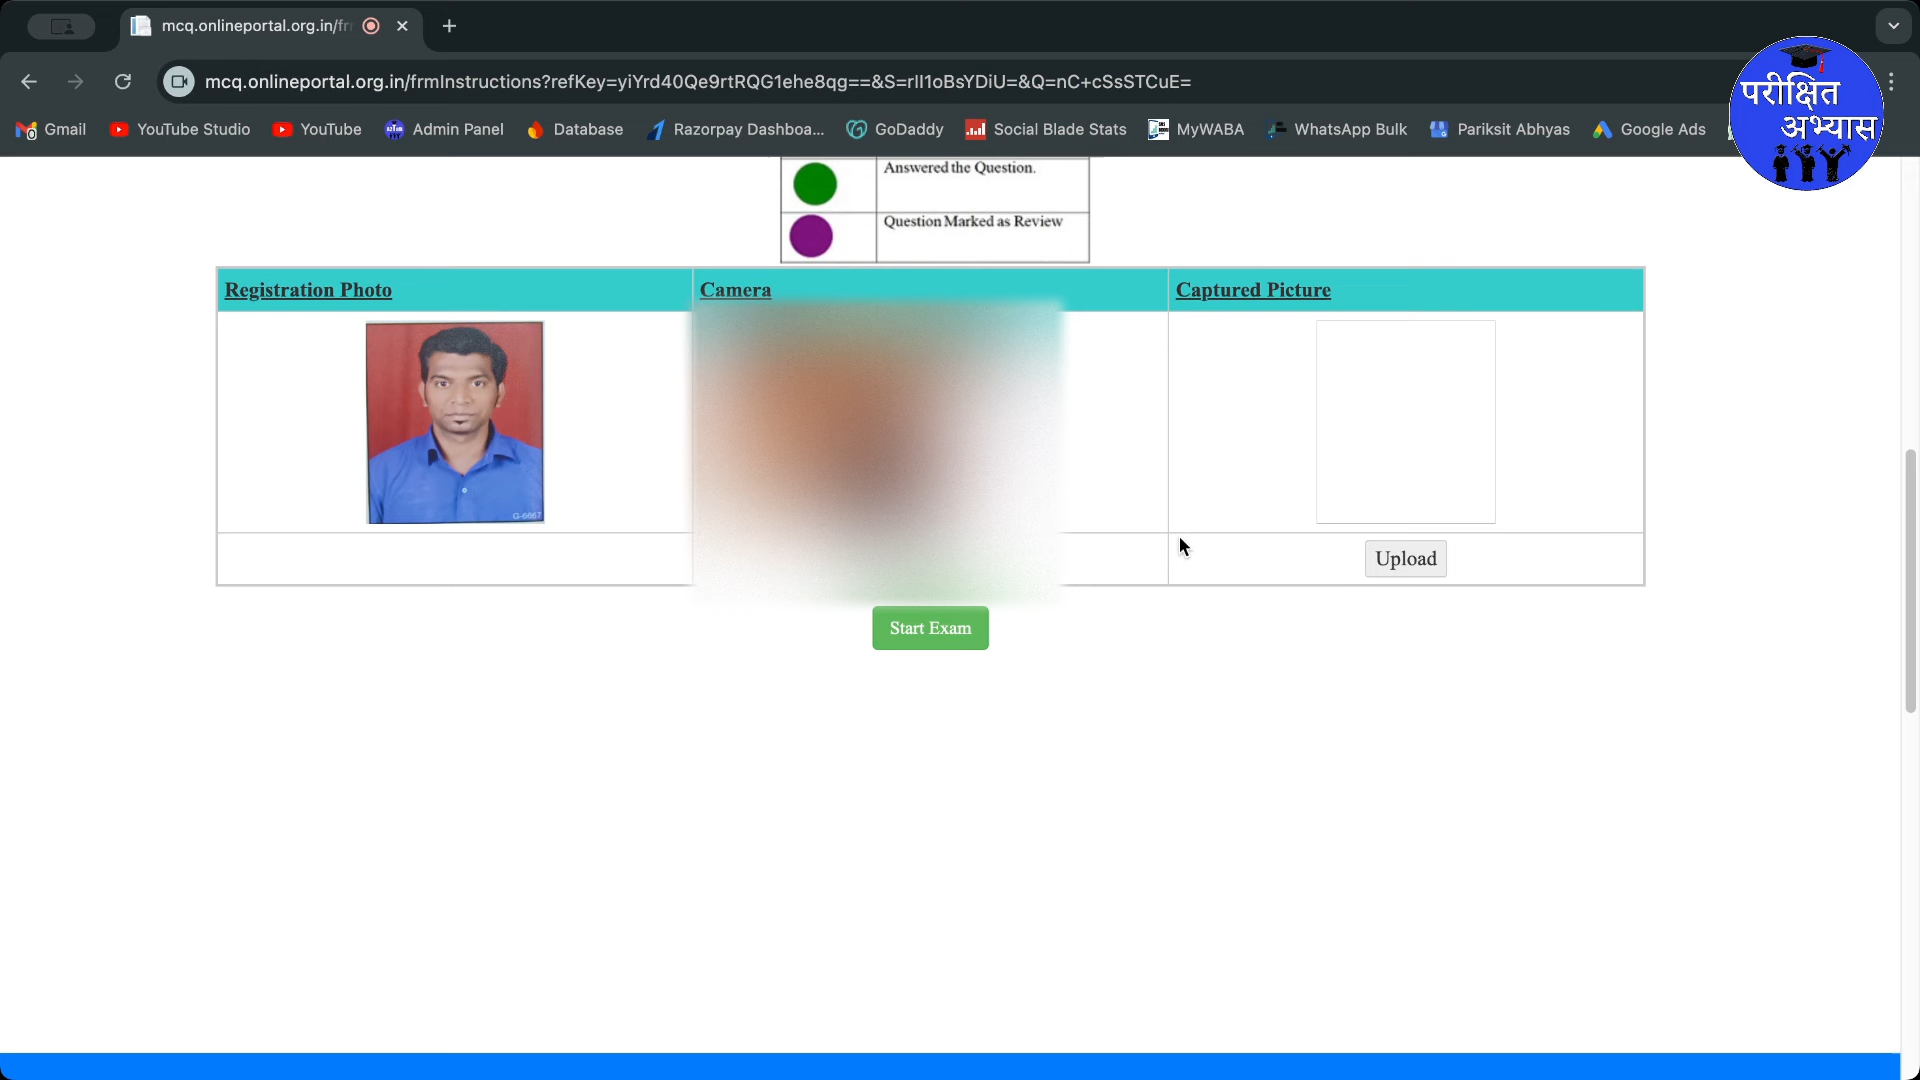 mcq.onlineportal.org.in/fr
mcq.onlineportal.org.in/frmInstructions?refKey=yiYrd40Qe9rtRQG1ehe8qg==&S=rlI1oBsYDiU=&Q=nC+cSsSTCuE=
Gmail YouTube Studio YouTube Admin Panel Database Razorpay Dashboa... GoDaddy Social Blade Stats MyWABA WhatsApp Bulk Pariksit Abhyas Google Ads
परीक्षित
अभ्यास
Answered the Question.
Question Marked as Review
Registration Photo Camera Captured Picture
G-6667
Upload
Start Exam